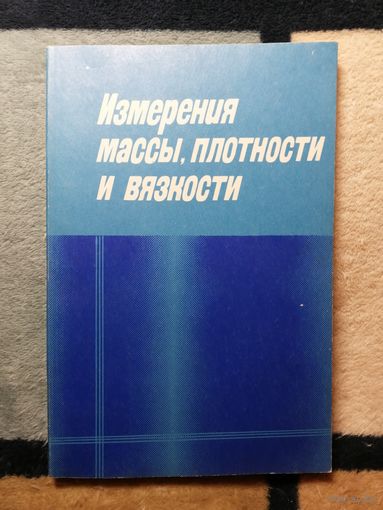 Измерения
массы, плотности
и вязкости